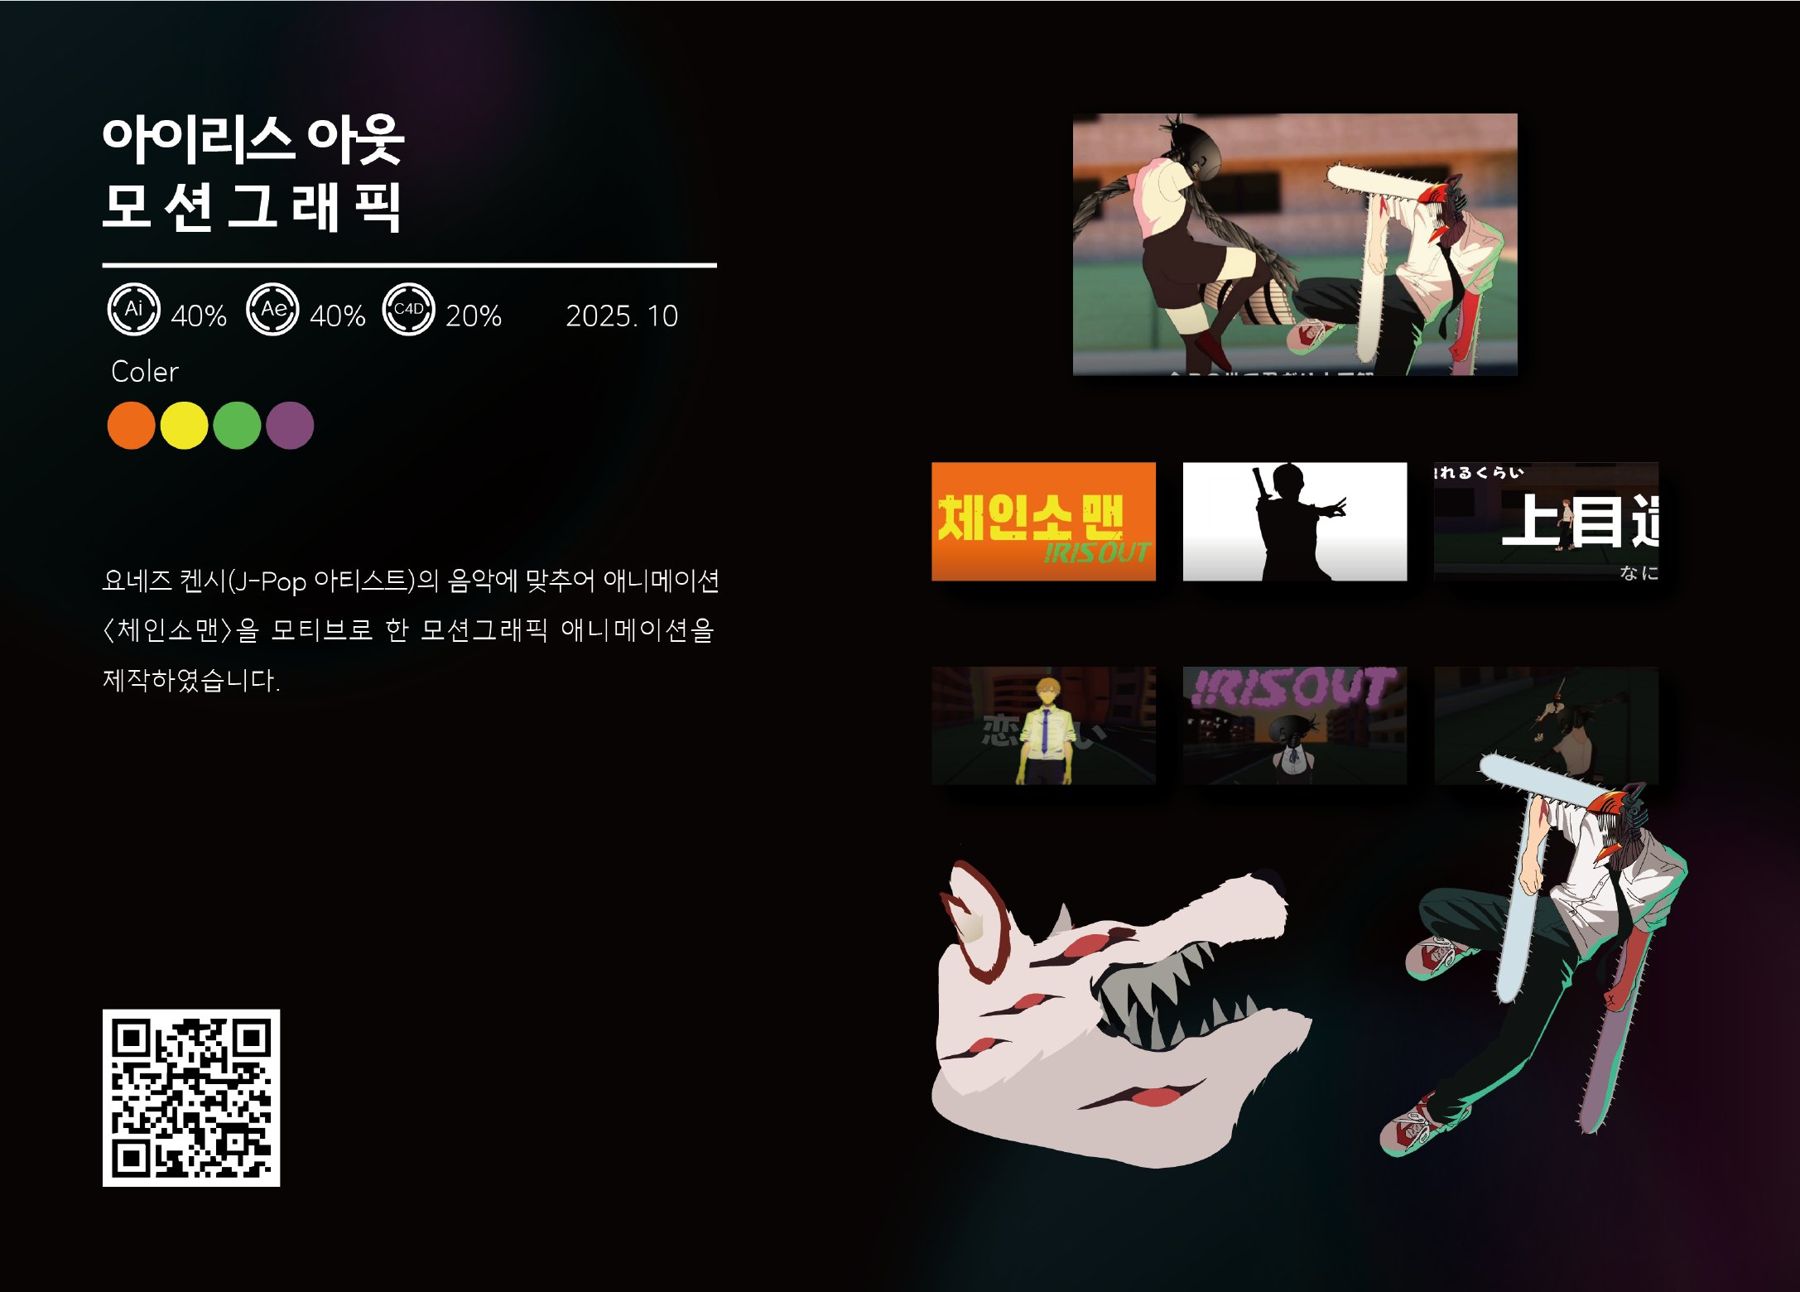 아이리스 아웃
모션그래픽
Ai 40% Ae 40% C4D 20% 2025. 10
Coler
요네즈 켄시(J-Pop 아티스트)의 음악에 맞추어 애니메이션
〈체인소맨〉을 모티브로 한 모션그래픽 애니메이션을
제작하였습니다.
체인소맨
IRIS OUT
れるくらい
上目遣
なに
恋 い
IRIS OUT